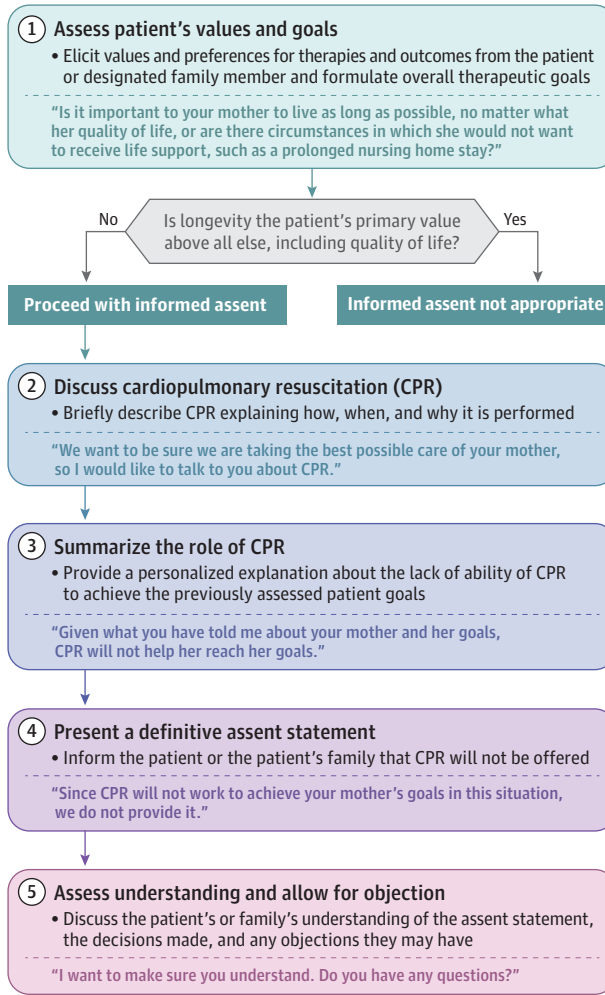 1 Assess patient's values and goals
• Elicit values and preferences for therapies and outcomes from the patient
or designated family member and formulate overall therapeutic goals
“Is it important to your mother to live as long as possible, no matter what
her quality of life, or are there circumstances in which she would not want
to receive life support, such as a prolonged nursing home stay?”
No
Is longevity the patient's primary value
above all else, including quality of life?
Yes
Proceed with informed assent
Informed assent not appropriate
2 Discuss cardiopulmonary resuscitation (CPR)
• Briefly describe CPR explaining how, when, and why it is performed
“We want to be sure we are taking the best possible care of your mother,
so I would like to talk to you about CPR.”
3 Summarize the role of CPR
• Provide a personalized explanation about the lack of ability of CPR
to achieve the previously assessed patient goals
“Given what you have told me about your mother and her goals,
CPR will not help her reach her goals.”
4 Present a definitive assent statement
• Inform the patient or the patient's family that CPR will not be offered
“Since CPR will not work to achieve your mother's goals in this situation,
we do not provide it.”
5 Assess understanding and allow for objection
• Discuss the patient's or family's understanding of the assent statement,
the decisions made, and any objections they may have
“I want to make sure you understand. Do you have any questions?”